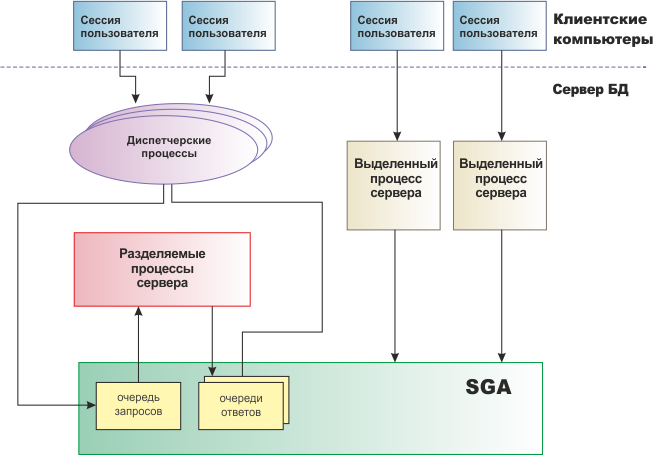 Сессия
пользователя
Сессия
пользователя
Сессия
пользователя
Сессия
пользователя
Клиентские
компьютеры
Сервер БД
Диспетчерские
процессы
Выделенный
процесс
сервера
Выделенный
процесс
сервера
Разделяемые
процессы
сервера
SGA
очередь
запросов
очереди
ответов